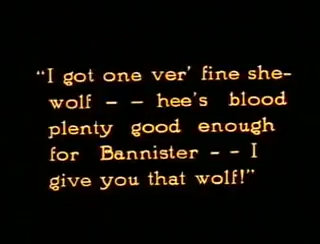 “I got one ver’ fine she-
wolf - - hee’s blood
plenty good enough
for Bannister - - I
give you that wolf!”